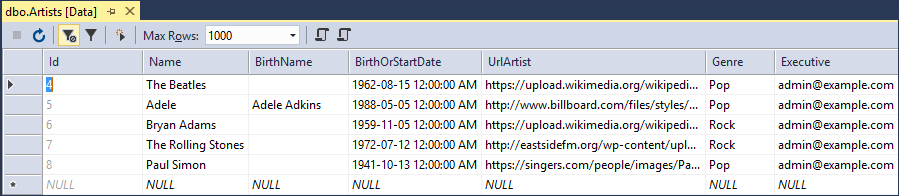 dbo.Artists [Data]
Max Rows: 1000
Id Name BirthName BirthOrStartDate UrlArtist Genre Executive
4 The Beatles 1962-08-15 12:00:00 AM https://upload.wikimedia.org/wikipedi... Pop admin@example.com
5 Adele Adele Adkins 1988-05-05 12:00:00 AM http://www.billboard.com/files/styles/... Pop admin@example.com
6 Bryan Adams 1959-11-05 12:00:00 AM https://upload.wikimedia.org/wikipedi... Rock admin@example.com
7 The Rolling Stones 1972-07-12 12:00:00 AM http://eastsidefm.org/wp-content/upl... Rock admin@example.com
8 Paul Simon 1941-10-13 12:00:00 AM https://singers.com/people/images/Pa... Pop admin@example.com
NULL NULL NULL NULL NULL NULL NULL